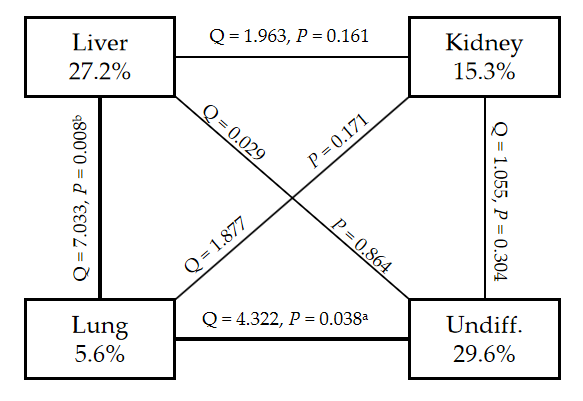 Liver
27.2%
Q = 1.963, P = 0.161
Kidney
15.3%
Q = 7.033, P = 0.008ᵇ
Q = 0.029
P = 0.864
Q = 1.877
P = 0.171
Q = 1.055, P = 0.304
Lung
5.6%
Q = 4.322, P = 0.038ᵃ
Undiff.
29.6%